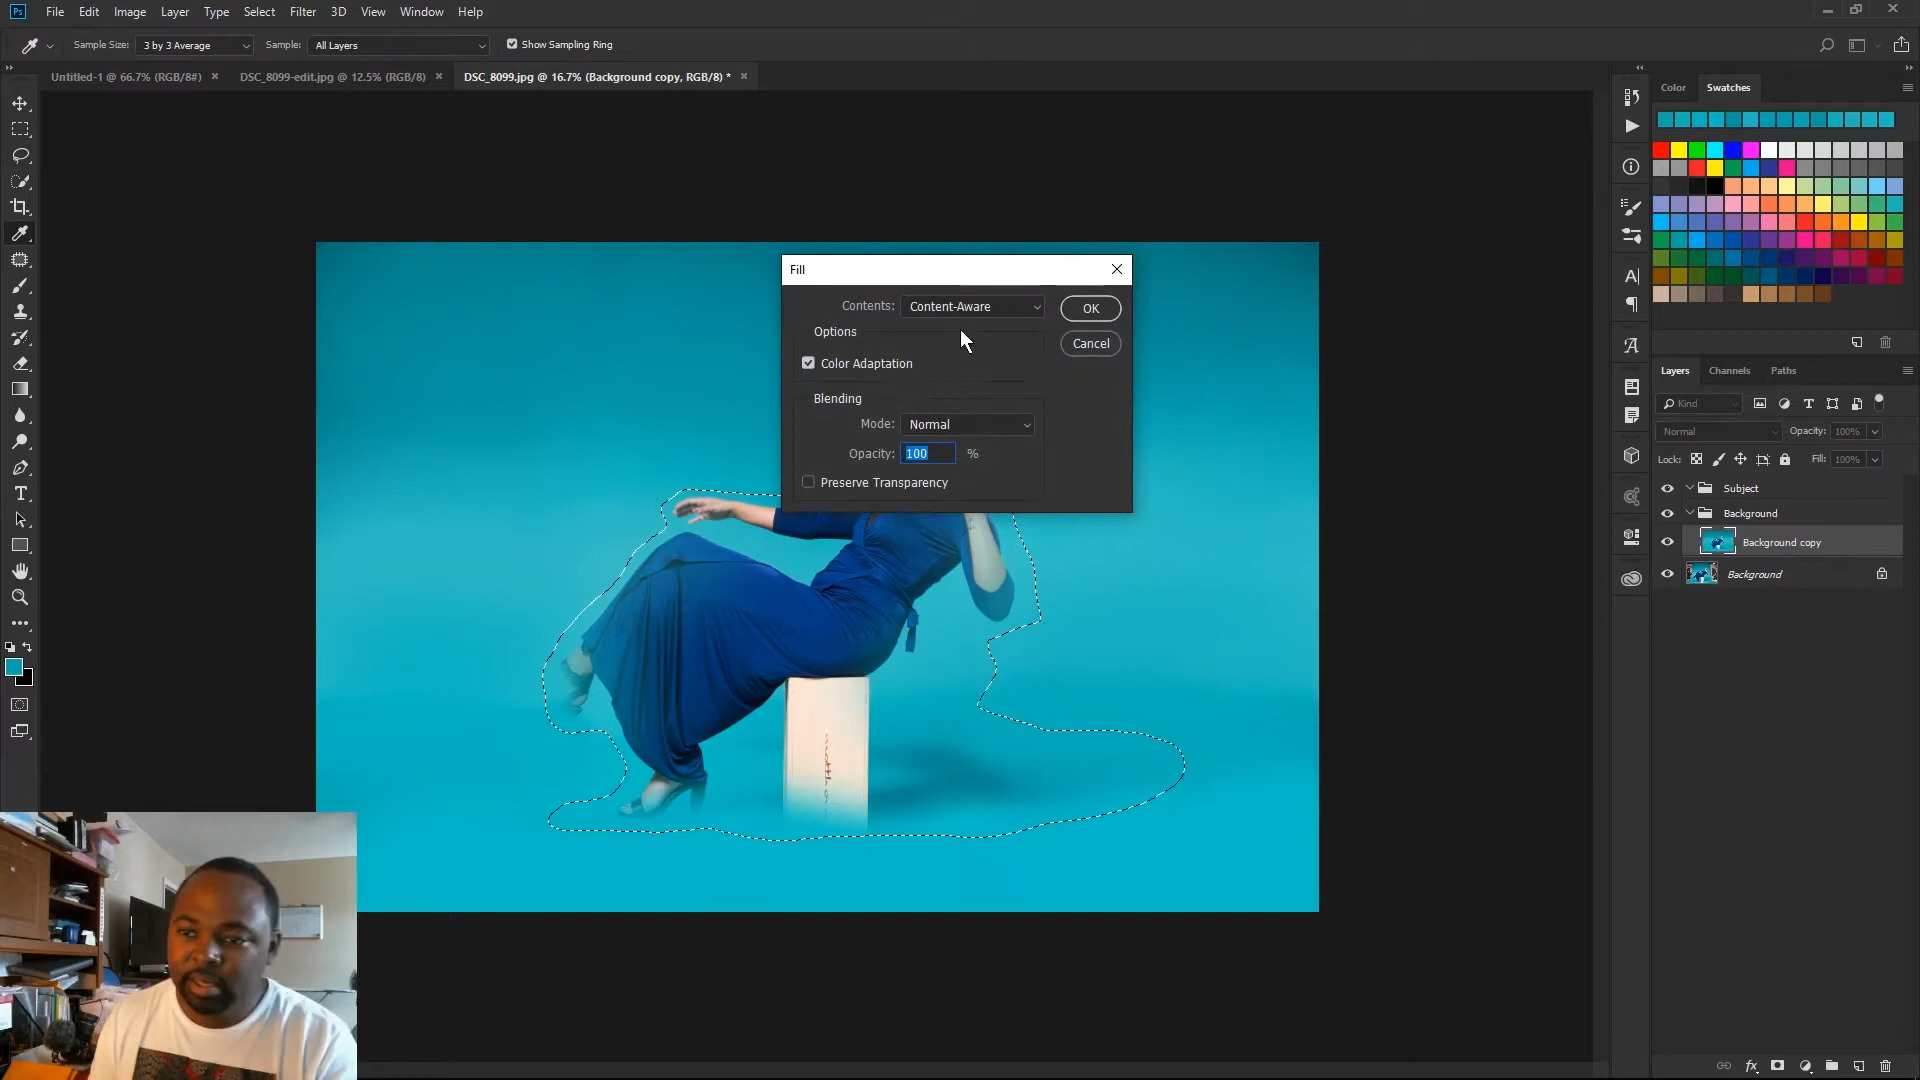 Ps File Edit Image Layer Type Select Filter 3D View Window Help
Sample Size: 3 by 3 Average Sample: All Layers Show Sampling Ring
Untitled-1 @ 66.7% (RGB/8#) × DSC_8099-edit.jpg @ 12.5% (RGB/8) × DSC_8099.jpg @ 16.7% (Background copy, RGB/8) * ×
Color Swatches
Fill
Contents: Content-Aware OK
Options
Cancel
Color Adaptation
Blending
Mode: Normal
Opacity: 100 %
Preserve Transparency
Layers Channels Paths
Kind
Normal Opacity: 100%
Lock: Fill: 100%
Subject
Background
Background copy
Background